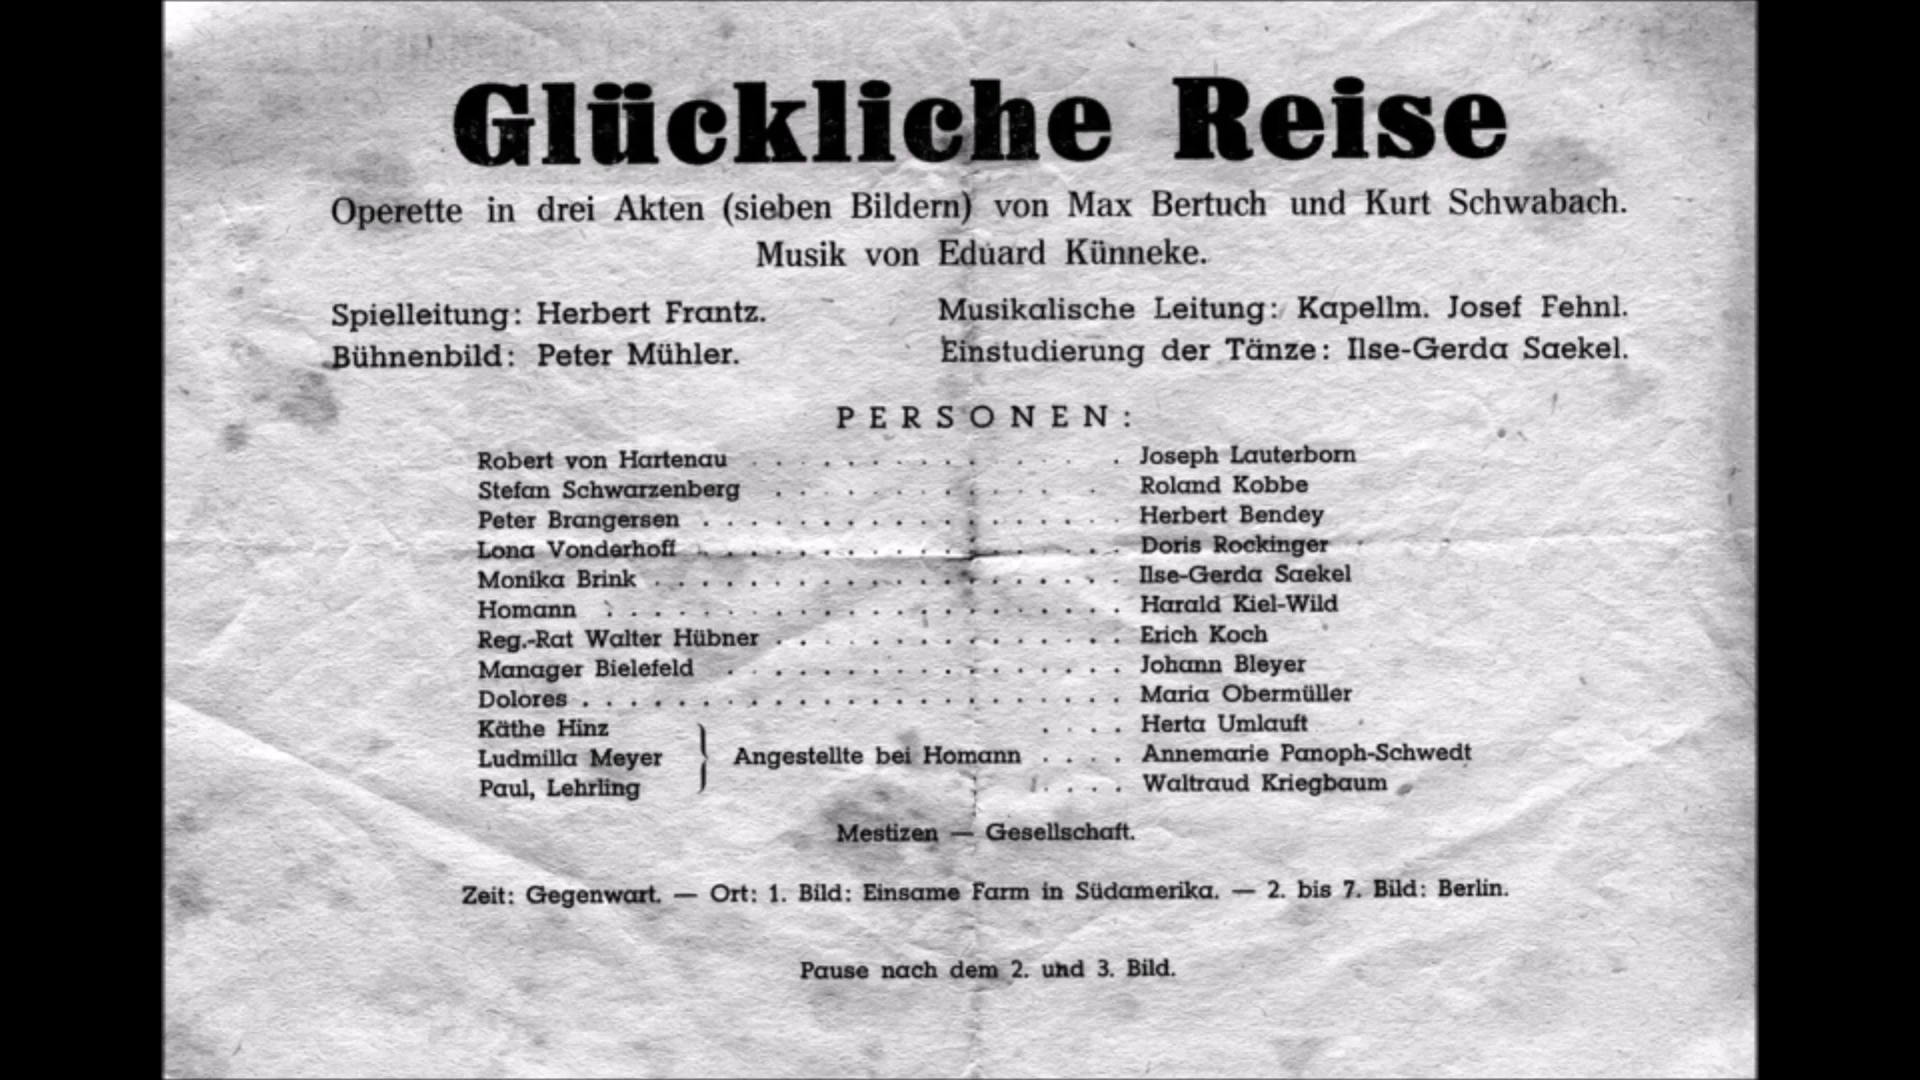 Glückliche Reise
Operette in drei Akten (sieben Bildern) von Max Bertuch und Kurt Schwabach.
Musik von Eduard Künneke.
Spielleitung: Herbert Frantz. Musikalische Leitung: Kapellm. Josef Fehnl.
Bühnenbild: Peter Mühler. Einstudierung der Tänze: Ilse-Gerda Saekel.
PERSONEN:
Robert von Hartenau . . . . . . . . . . . . . Joseph Lauterborn
Stefan Schwarzenberg . . . . . . . . . . . . . Roland Kobbe
Peter Brangersen . . . . . . . . . . . . . . . . . . Herbert Bendey
Lona Vonderhoff . . . . . . . . . . . . . . . . . . Doris Rockinger
Monika Brink . . . . . . . . . . . . . . . . . . . . Ilse-Gerda Saekel
Homann . . . . . . . . . . . . . . . . . . . . . . Harald Kiel-Wild
Reg.-Rat Walter Hübner . . . . . . . . . . . . . . . Erich Koch
Manager Bielefeld . . . . . . . . . . . . . . . . . Johann Bleyer
Dolores . . . . . . . . . . . . . . . . . . . . . . . Maria Obermüller
Käthe Hinz . . . . Herta Umlauft
Ludmilla Meyer } Angestellte bei Homann . . . . Annemarie Panoph-Schwedt
Paul, Lehrling . . . . Waltraud Kriegbaum
Mestizen — Gesellschaft.
Zeit: Gegenwart. — Ort: 1. Bild: Einsame Farm in Südamerika. — 2. bis 7. Bild: Berlin.
Pause nach dem 2. und 3. Bild.